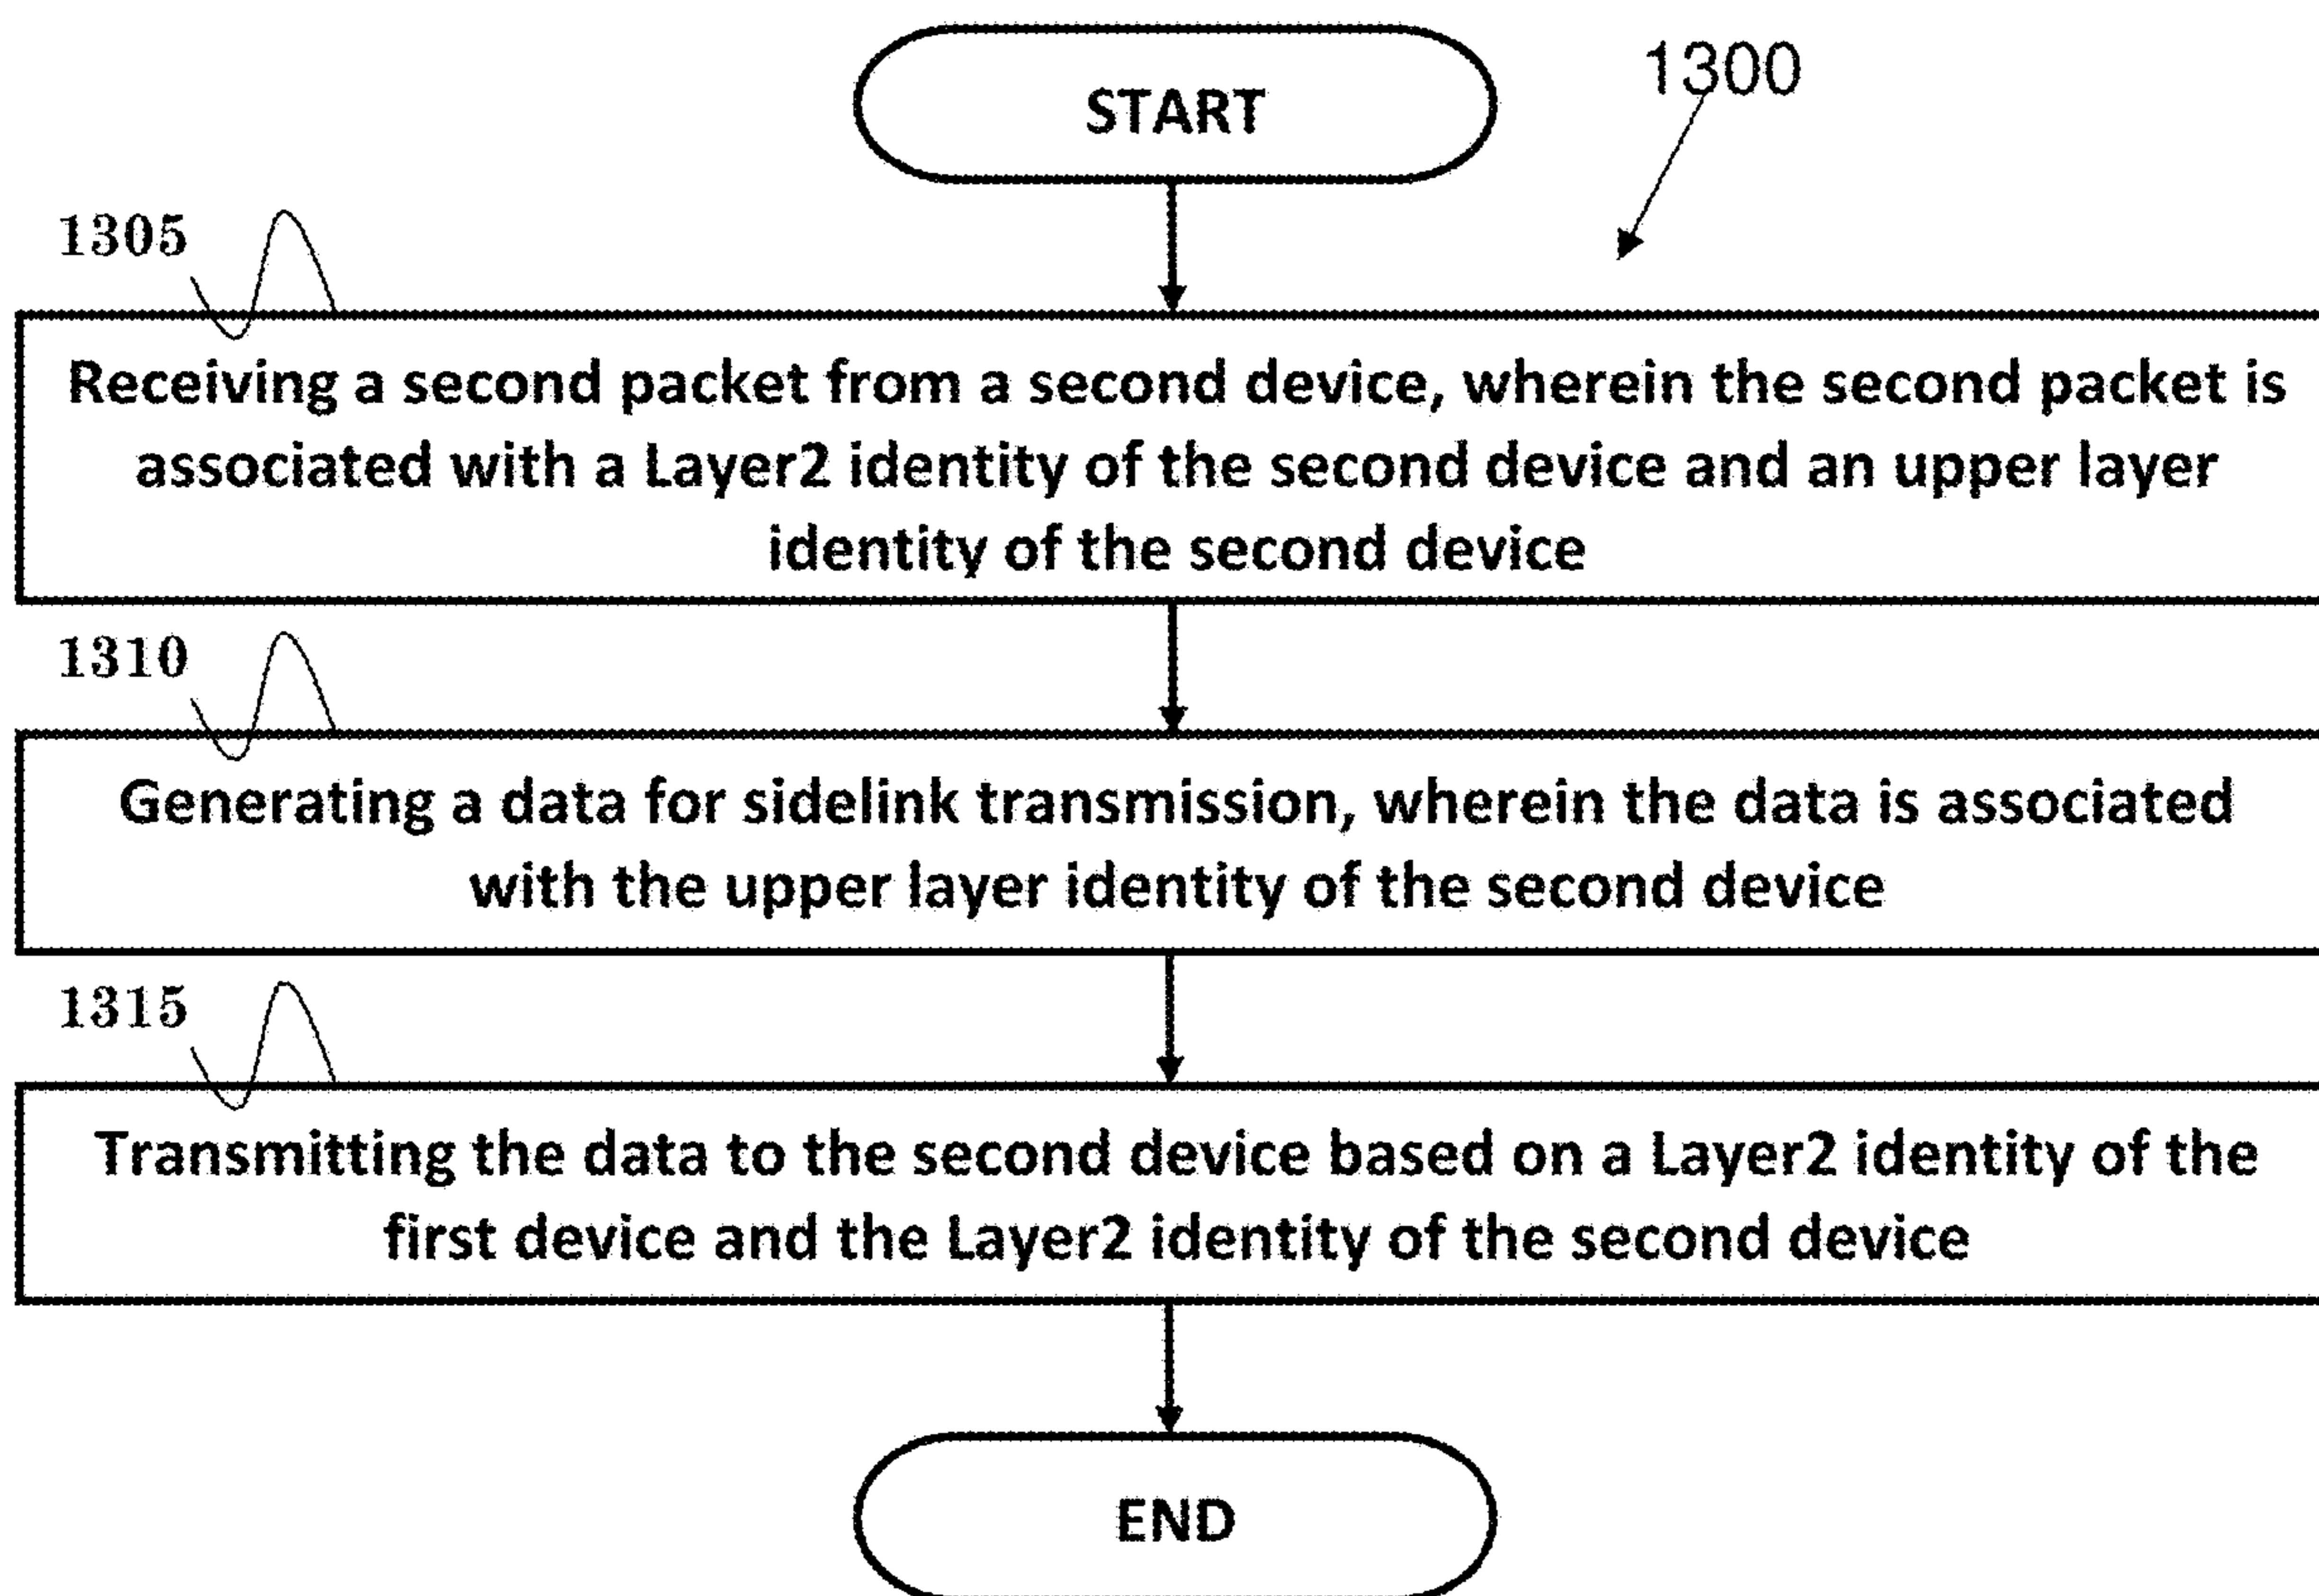 START
1300
1305
Receiving a second packet from a second device, wherein the second packet is
associated with a Layer2 identity of the second device and an upper layer
identity of the second device
1310
Generating a data for sidelink transmission, wherein the data is associated
with the upper layer identity of the second device
1315
Transmitting the data to the second device based on a Layer2 identity of the
first device and the Layer2 identity of the second device
END